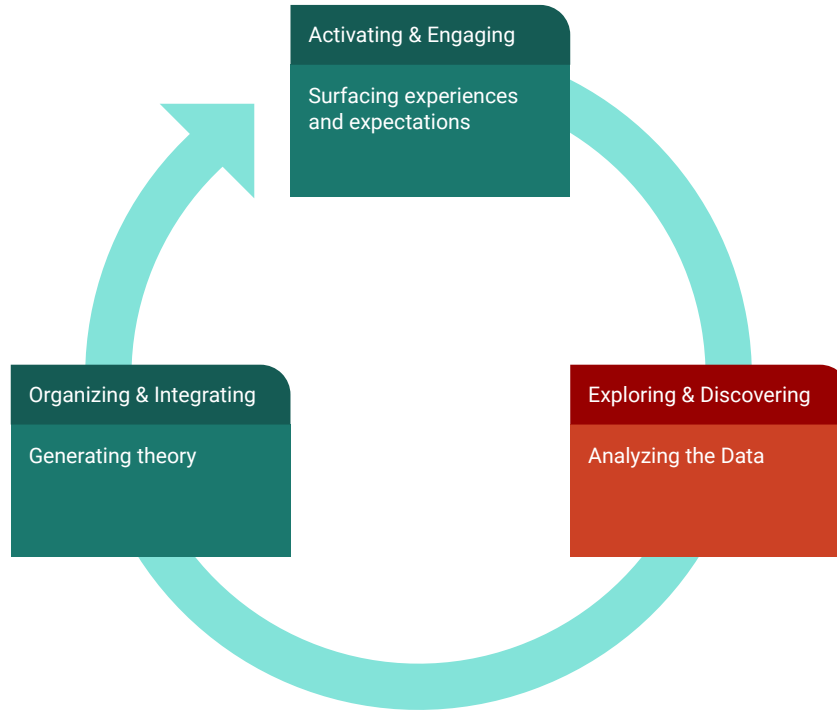 Activating & Engaging
Surfacing experiences
and expectations
Organizing & Integrating
Generating theory
Exploring & Discovering
Analyzing the Data